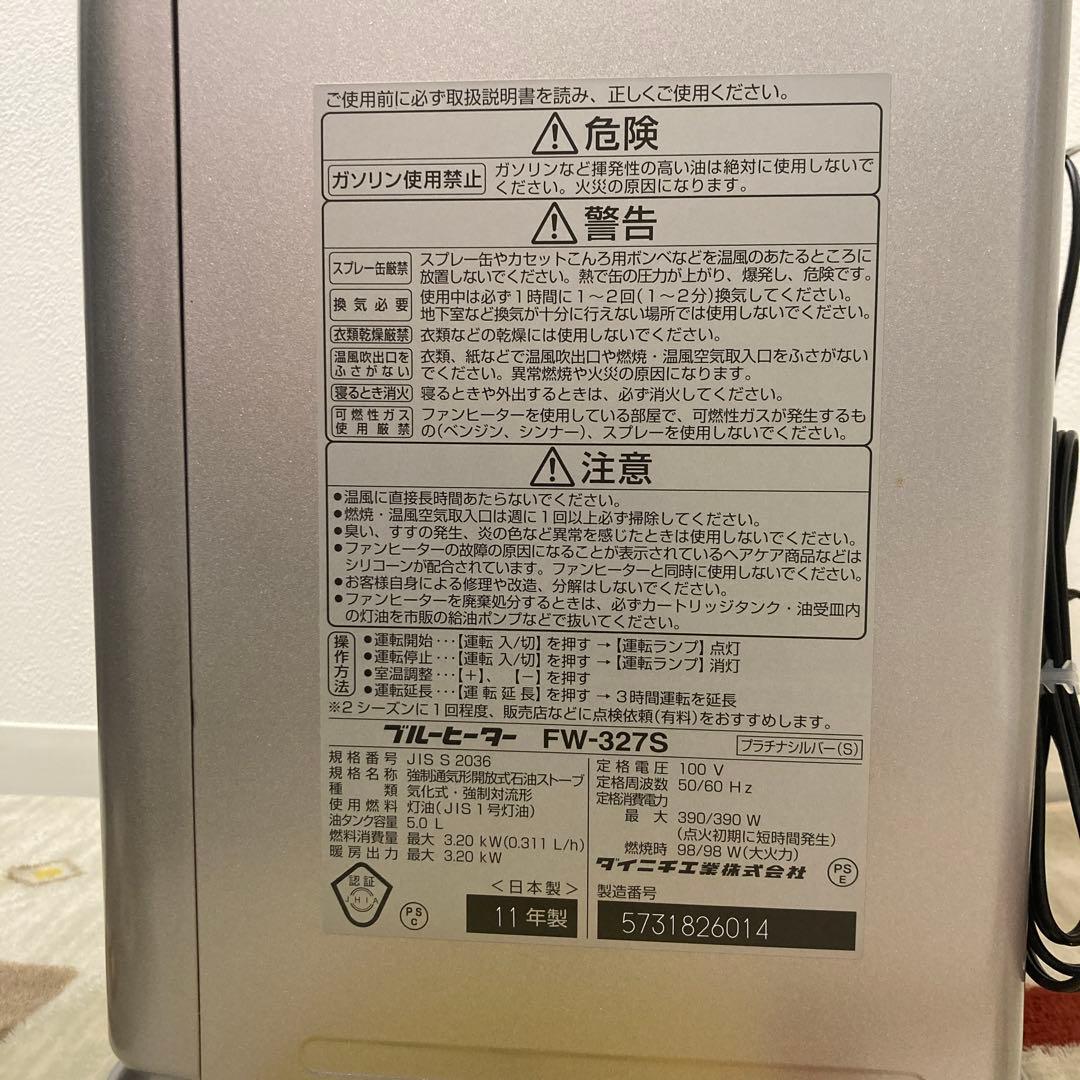 ご使用前に必ず取扱説明書を読み、正しくご使用ください。
危険
ガソリン使用禁止
ガソリンなど揮発性の高い油は絶対に使用しないで
ください。火災の原因になります。
警告
スプレー缶厳禁
スプレー缶やカセットこんろ用ボンベなどを温風のあたるところに
放置しないでください。熱で缶の圧力が上がり、爆発し、危険です。
換気必要
使用中は必ず1時間に1〜2回(1〜2分)換気してください。
地下室など換気が十分に行えない場所では使用しないでください。
衣類乾燥厳禁
衣類などの乾燥には使用しないでください。
温風吹出口を
ふさがない
衣類、紙などで温風吹出口や燃焼・温風空気取入口をふさがない
でください。異常燃焼や火災の原因になります。
寝るとき消火
寝るときや外出するときは、必ず消火してください。
可燃性ガス
使用厳禁
ファンヒーターを使用している部屋で、可燃性ガスが発生するも
の(ベンジン、シンナー)、スプレーを使用しないでください。
注意
●温風に直接長時間あたらないでください。
●燃焼・温風空気取入口は週に1回以上必ず掃除してください。
●臭い、すすの発生、炎の色など異常を感じたときは使用しないでください。
●ファンヒーターの故障の原因になることが表示されているヘアケア商品などは
シリコーンが配合されています。ファンヒーターと同時に使用しないでください。
●お客様自身による修理や改造、分解はしないでください。
●ファンヒーターを廃棄処分するときは、必ずカートリッジタンク・油受皿内
の灯油を市販の給油ポンプなどで抜いてください。
操作方法
●運転開始…【運転 入/切】を押す → 【運転ランプ】点灯
●運転停止…【運転 入/切】を押す → 【運転ランプ】消灯
●室温調整…【+】、【−】を押す
●運転延長…【運転延長】を押す → 3時間運転を延長
※2シーズンに1回程度、販売店などに点検依頼(有料)をおすすめします。
ブルーヒーター FW-327S
プラチナシルバー(S)
規格番号 JIS S 2036
規格名称 強制通気形開放式石油ストーブ
種類 気化式・強制対流形
使用燃料 灯油(JIS1号灯油)
油タンク容量 5.0 L
燃料消費量 最大 3.20 kW(0.311 L/h)
暖房出力 最大 3.20 kW
定格電圧 100 V
定格周波数 50/60 Hz
定格消費電力
最大 390/390 W
(点火初期に短時間発生)
燃焼時 98/98 W(大火力)
ダイニチ工業株式会社
PS
E
認証
JHIA
PS
C
<日本製>
11年製
製造番号
5731826014